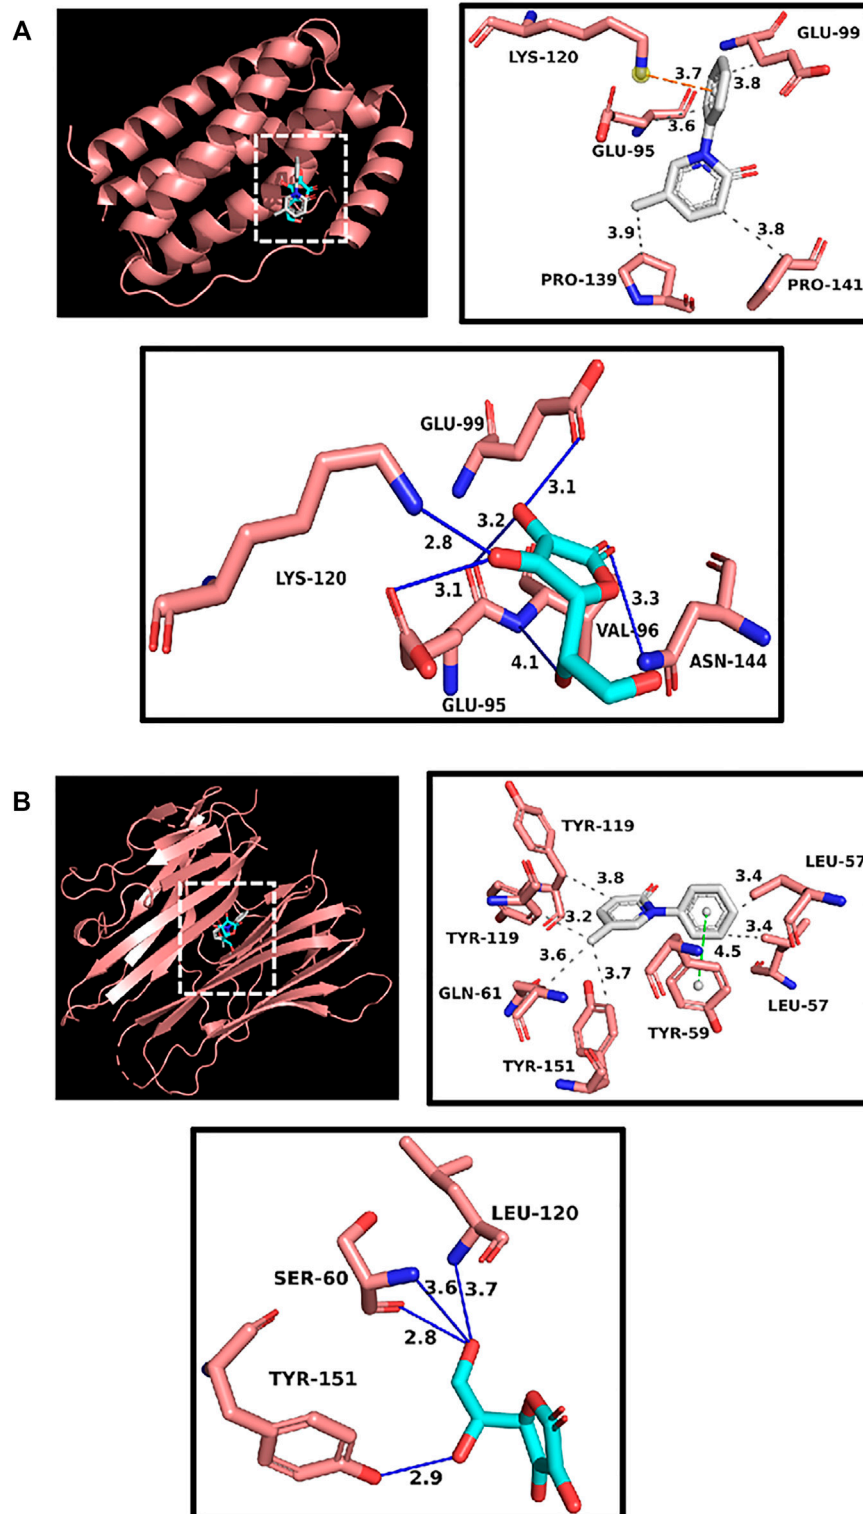 A
LYS-120
GLU-99
3.7
3.8
3.6
GLU-95
3.9
3.8
PRO-139
PRO-141
GLU-99
3.1
3.2
2.8
LYS-120
3.1
3.3
VAL-96
ASN-144
4.1
GLU-95
B
TYR-119
3.8
3.4
LEU-57
TYR-119
3.2
3.4
4.5
3.6
GLN-61
3.7
LEU-57
TYR-59
TYR-151
LEU-120
SER-60
3.6
3.7
2.8
TYR-151
2.9